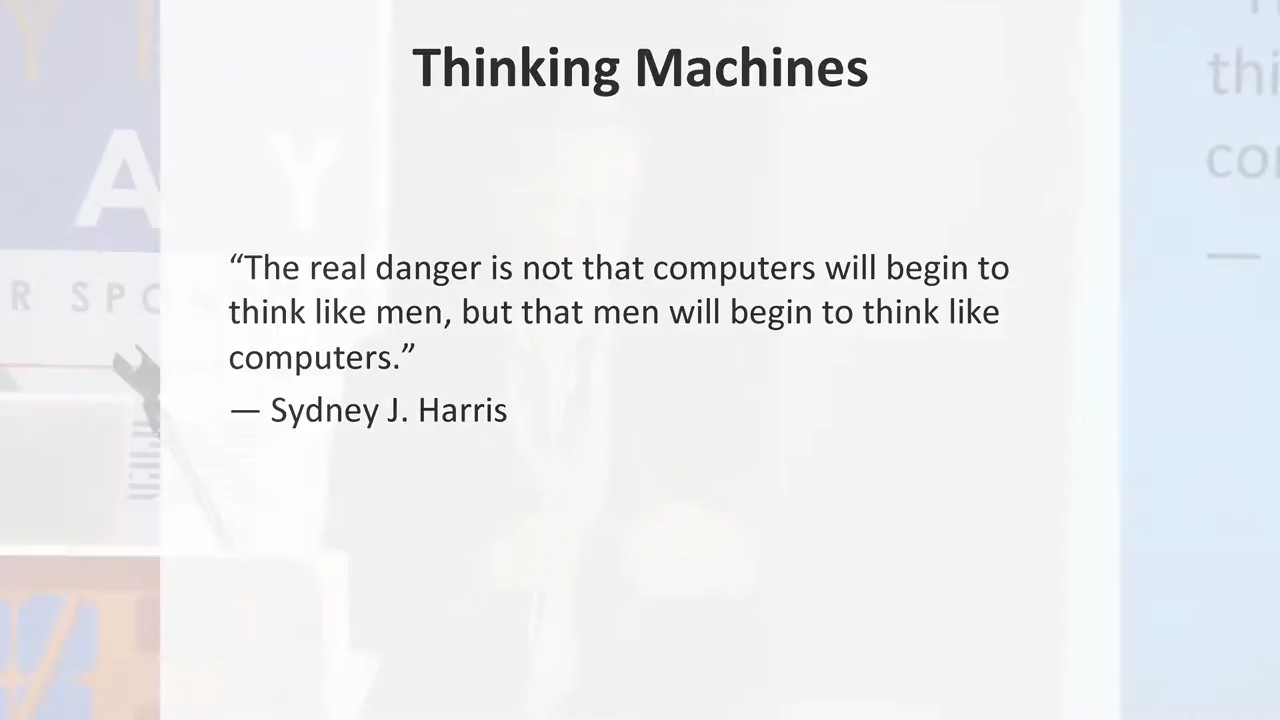 Thinking Machines
“The real danger is not that computers will begin to
think like men, but that men will begin to think like
computers.”
— Sydney J. Harris